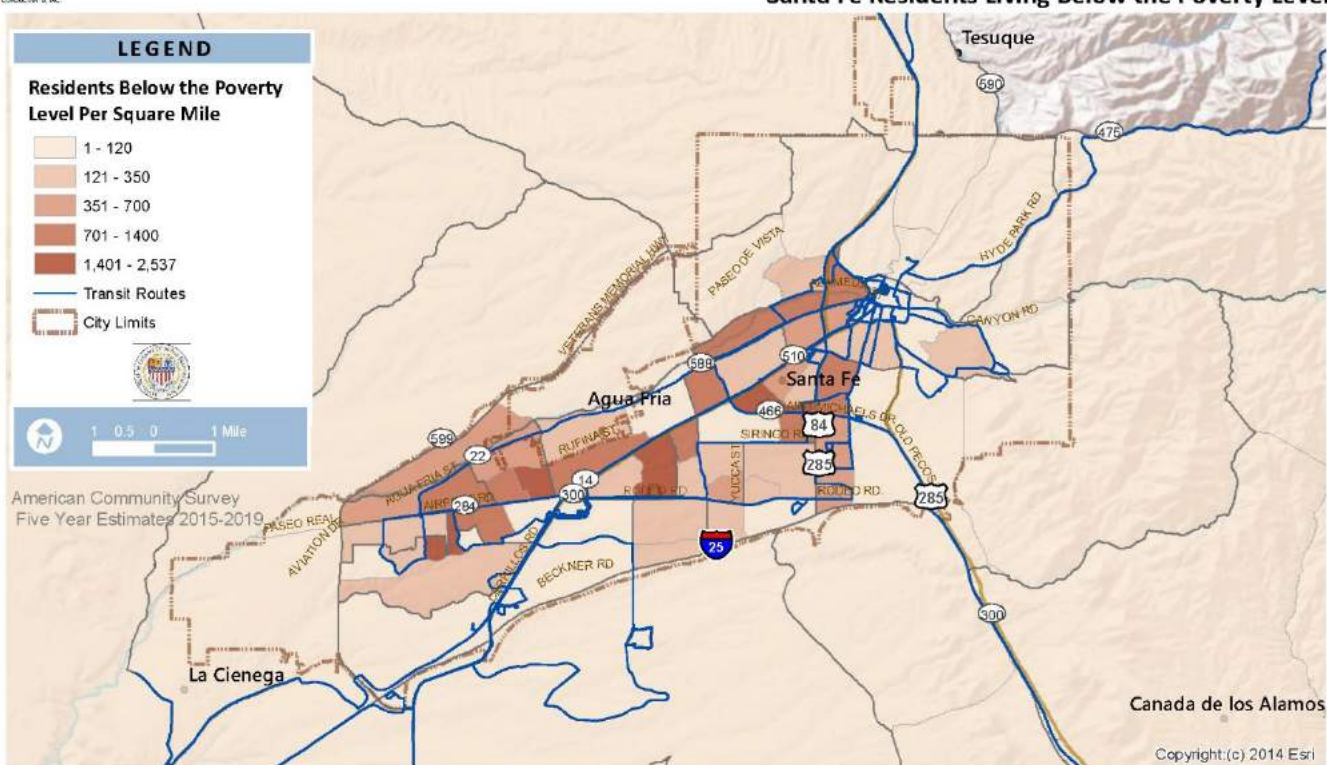 Santa Fe Residents Living Below the Poverty Level
LEGEND
Residents Below the Poverty
Level Per Square Mile
1 - 120
121 - 350
351 - 700
701 - 1400
1,401 - 2,537
Transit Routes
City Limits
N
1 0.5 0 1 Mile
American Community Survey
Five Year Estimates 2015-2019
Tesuque
590
475
HYDE PARK RD
PASEO DE VISTA
VETERANS MEMORIAL HWY
ALAMEDA
CANYON RD
599
510
Santa Fe
Agua Fria
466
MICHAELS DR
OLD PECOS
84
SIRINGO RD
285
YUCCA ST
RODEO RD
RODEO RD
285
599
22
RUFINA ST
AGUA FRIA ST
14
300
284
PASEO REAL
AVIATION DR
CERRILLOS RD
BECKNER RD
25
300
La Cienega
Canada de los Alamos
Copyright:(c) 2014 Esri